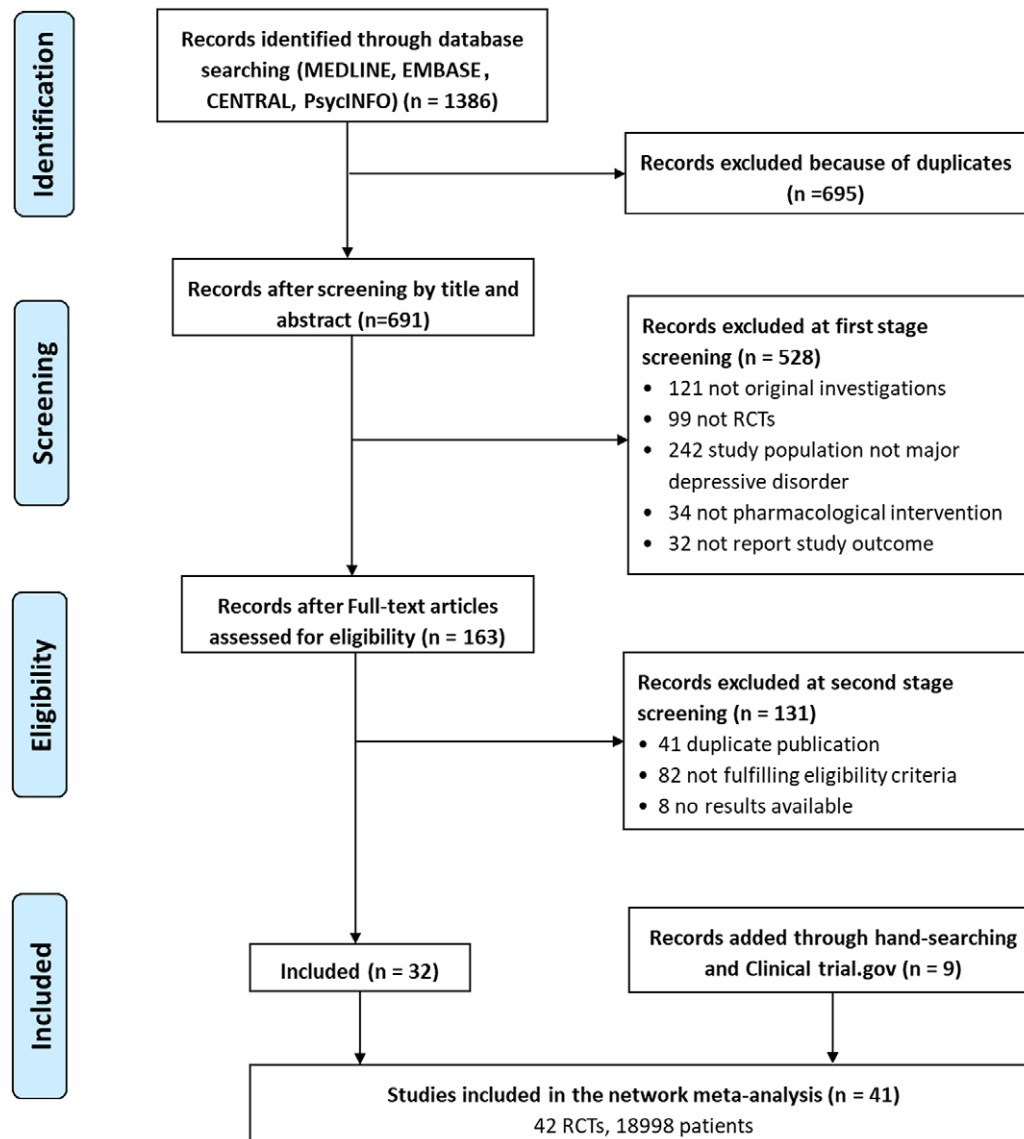 Identification
Records identified through database
searching (MEDLINE, EMBASE,
CENTRAL, PsycINFO) (n = 1386)
Records excluded because of duplicates
(n =695)
Screening
Records after screening by title and
abstract (n=691)
Records excluded at first stage
screening (n = 528)
• 121 not original investigations
• 99 not RCTs
• 242 study population not major
depressive disorder
• 34 not pharmacological intervention
• 32 not report study outcome
Eligibility
Records after Full-text articles
assessed for eligibility (n = 163)
Records excluded at second stage
screening (n = 131)
• 41 duplicate publication
• 82 not fulfilling eligibility criteria
• 8 no results available
Included
Included (n = 32)
Records added through hand-searching
and Clinical trial.gov (n = 9)
Studies included in the network meta-analysis (n = 41)
42 RCTs, 18998 patients